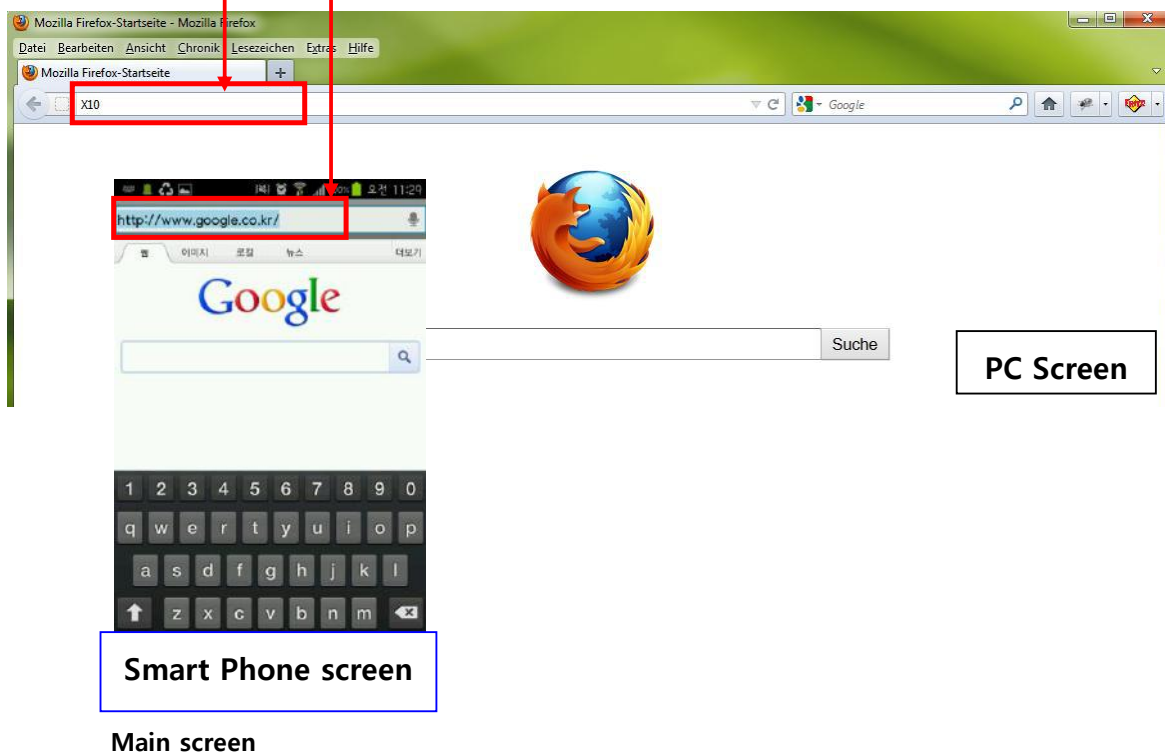 Mozilla Firefox-Startseite - Mozilla Firefox
Datei Bearbeiten Ansicht Chronik Lesezeichen Extras Hilfe
Mozilla Firefox-Startseite
X10
Google
오전 11:29
http://www.google.co.kr/
웹 이미지 로컬 뉴스 더보기
Google
Suche
PC Screen
1 2 3 4 5 6 7 8 9 0
q w e r t y u i o p
a s d f g h j k l
z x c v b n m
Smart Phone screen
Main screen